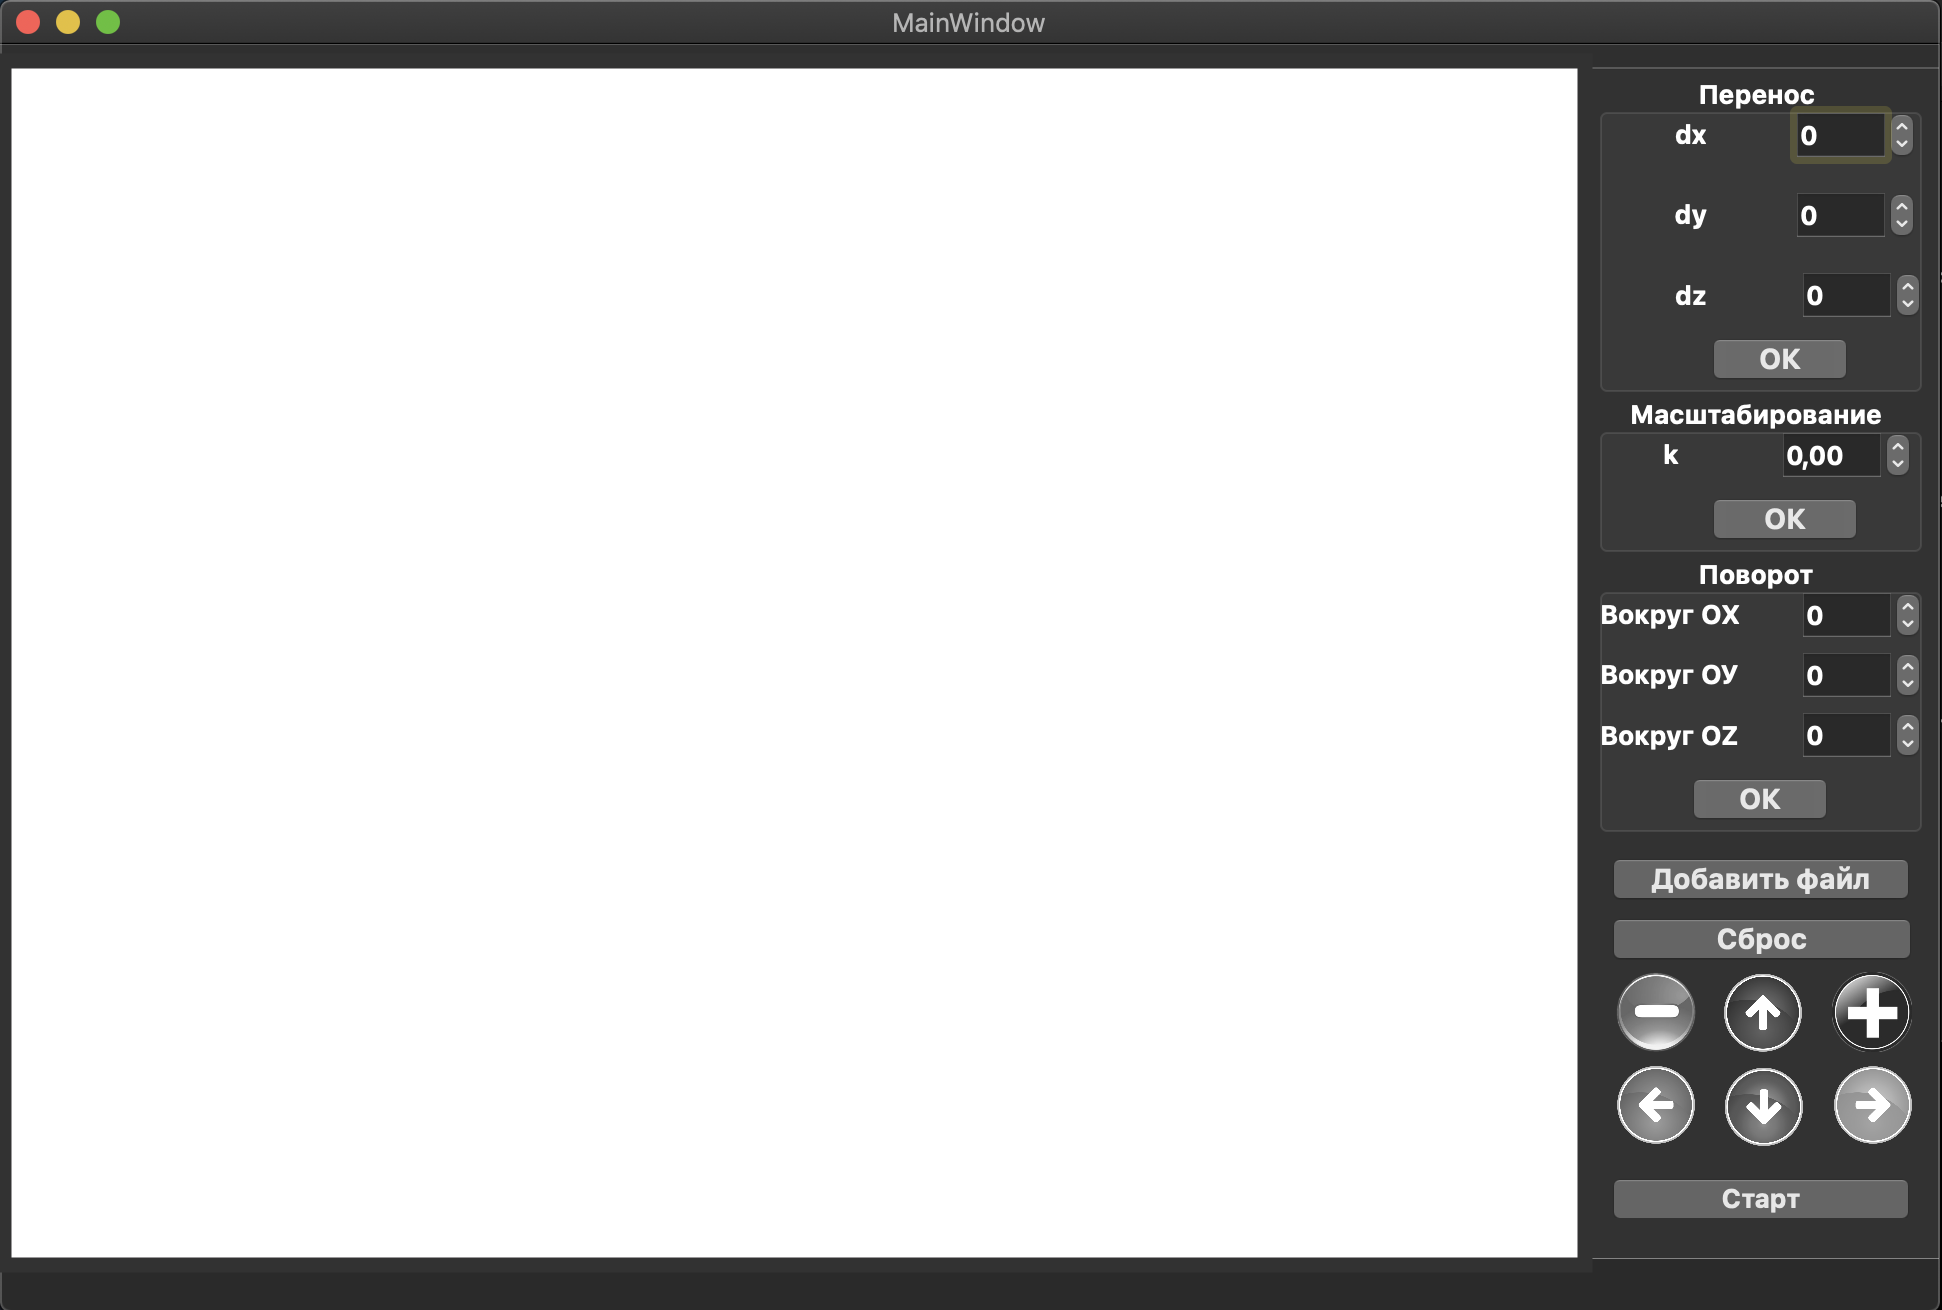 MainWindow
Перенос
dx 0
dy 0
dz 0
OK
Масштабирование
k 0,00
OK
Поворот
Вокруг OX 0
Вокруг ОУ 0
Вокруг OZ 0
OK
Добавить файл
Сброс
Старт